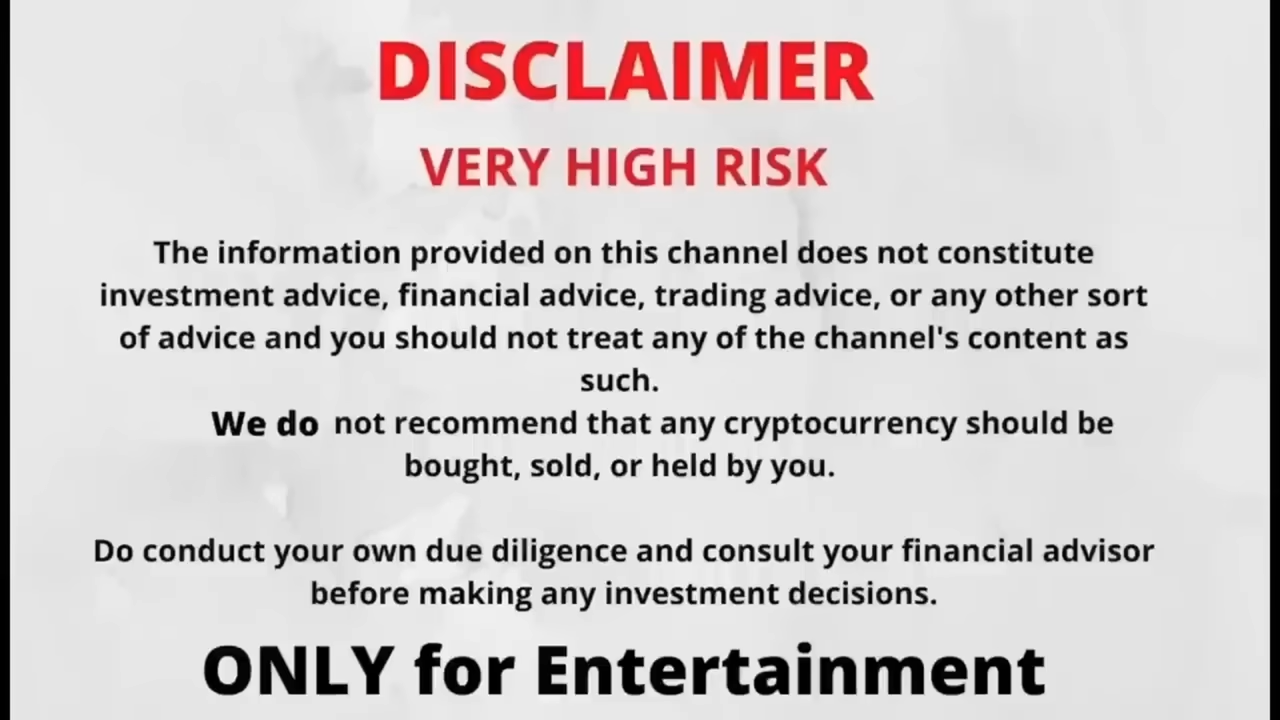 DISCLAIMER
VERY HIGH RISK
The information provided on this channel does not constitute
investment advice, financial advice, trading advice, or any other sort
of advice and you should not treat any of the channel's content as
such.
We do not recommend that any cryptocurrency should be
bought, sold, or held by you.
Do conduct your own due diligence and consult your financial advisor
before making any investment decisions.
ONLY for Entertainment